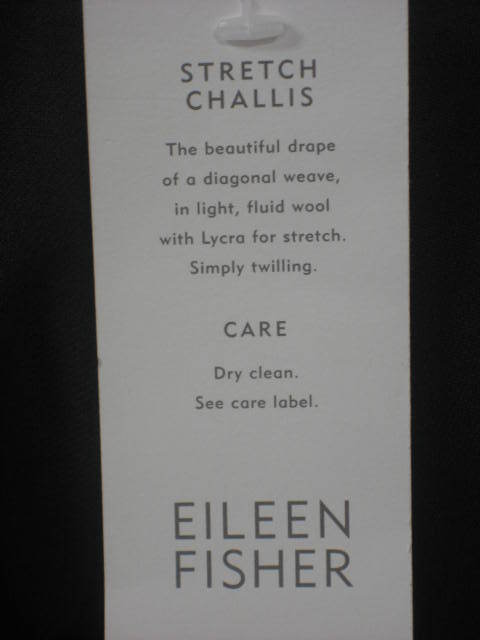 STRETCH
CHALLIS
The beautiful drape
of a diagonal weave,
in light, fluid wool
with Lycra for stretch.
Simply twilling.
CARE
Dry clean.
See care label.
EILEEN
FISHER